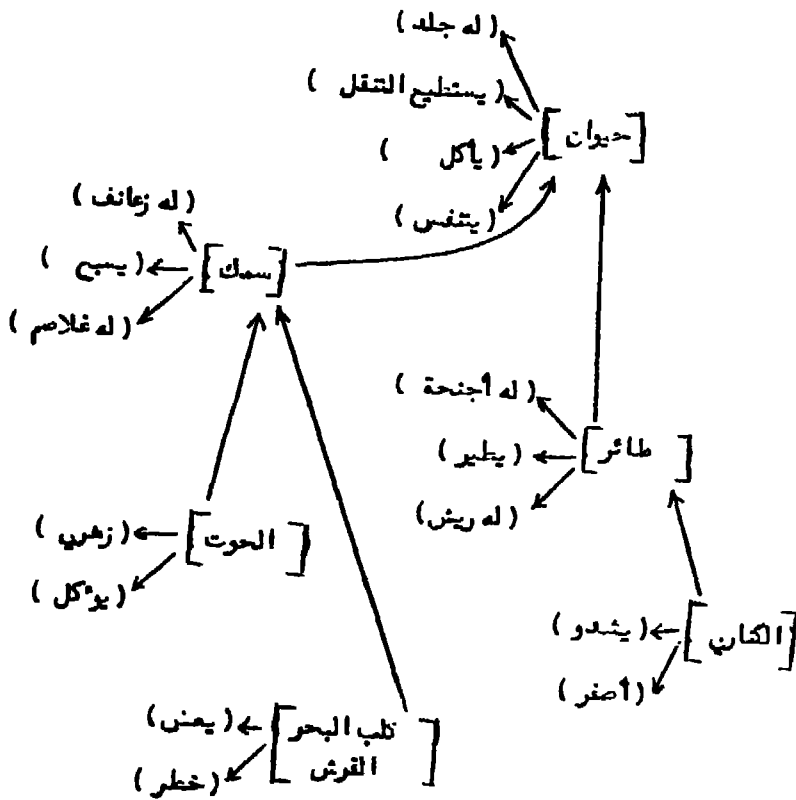 ( له جلد )
( يستطيع التنقل )
[ حيوان ]
( يأكل )
( يتنفس )
( له زعانف )
( يسبح )
[ سمك ]
( له غلاصم )
( له أجنحة )
( يطير )
[ طائر ]
( له ريش )
( زهري )
[ الحوت ]
( يؤكل )
( يشدو )
[ الكناري ]
( أصفر )
( يعض )
[ كلب البحر
القرش ]
( خطر )